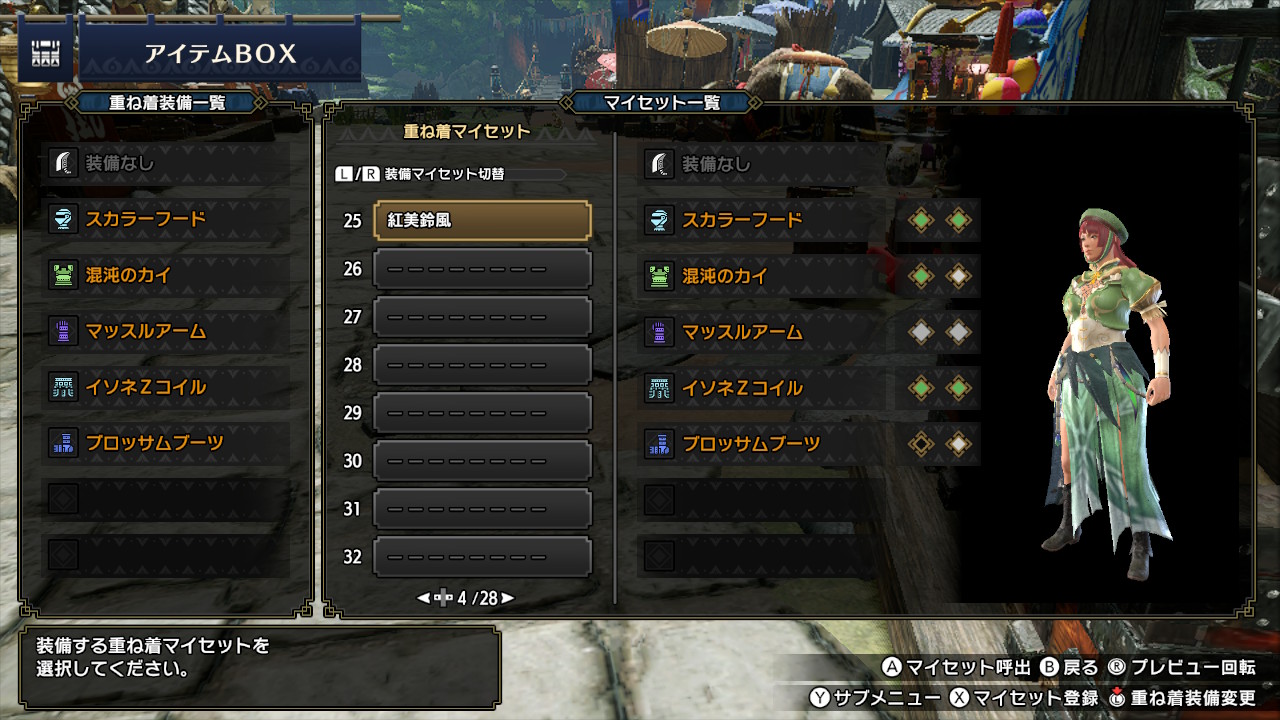 アイテムBOX
重ね着装備一覧
装備なし
スカラーフード
混沌のカイ
マッスルアーム
イソネZコイル
ブロッサムブーツ
重ね着マイセット
L/R 装備マイセット切替
25 紅美鈴風
26 --------
27 --------
28 --------
29 --------
30 --------
31 --------
32 --------
4/28
マイセット一覧
装備なし
スカラーフード
混沌のカイ
マッスルアーム
イソネZコイル
ブロッサムブーツ
装備する重ね着マイセットを
選択してください。
Aマイセット呼出 B戻る Rプレビュー回転
Yサブメニュー Xマイセット登録 L重ね着装備変更